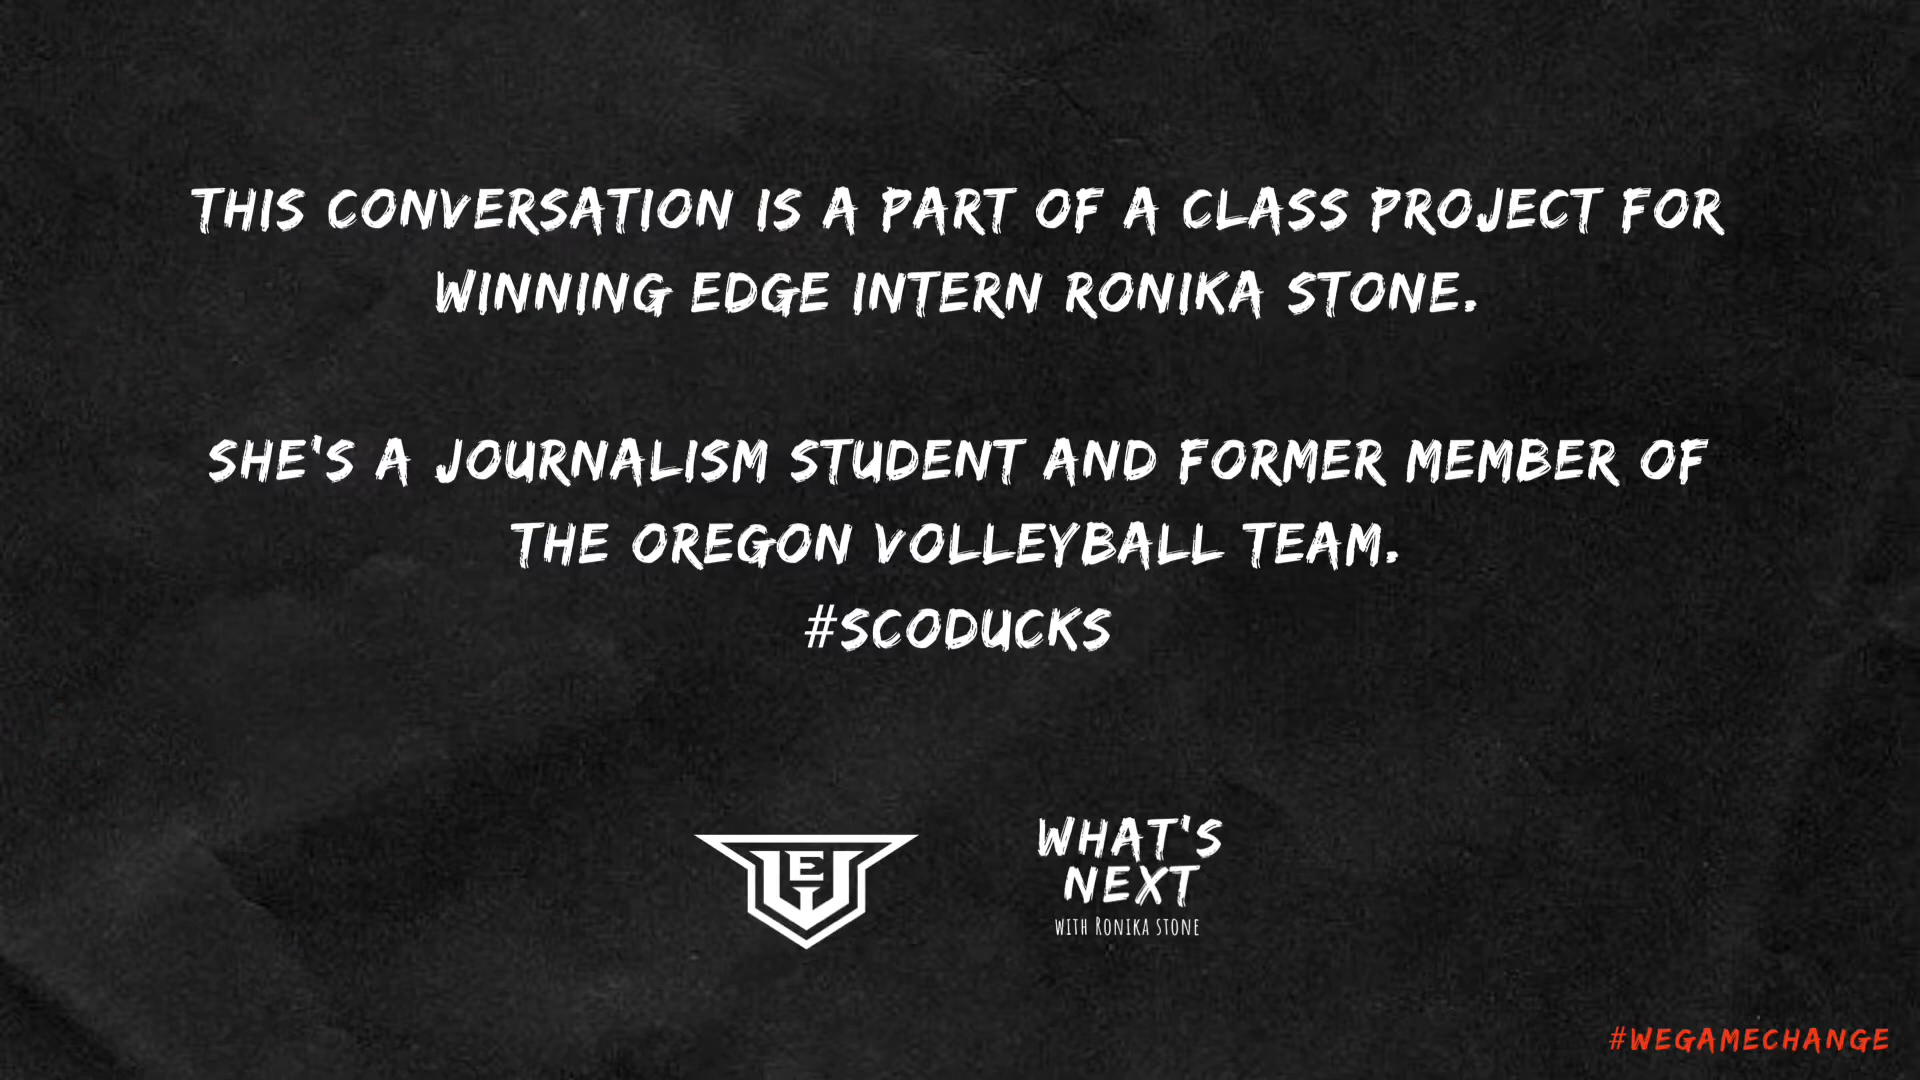 THIS CONVERSATION IS A PART OF A CLASS PROJECT FOR
WINNING EDGE INTERN RONIKA STONE.
SHE'S A JOURNALISM STUDENT AND FORMER MEMBER OF
THE OREGON VOLLEYBALL TEAM.
#SCODUCKS
WE
WHAT'S
NEXT
WITH RONIKA STONE
#WEGAMECHANGE